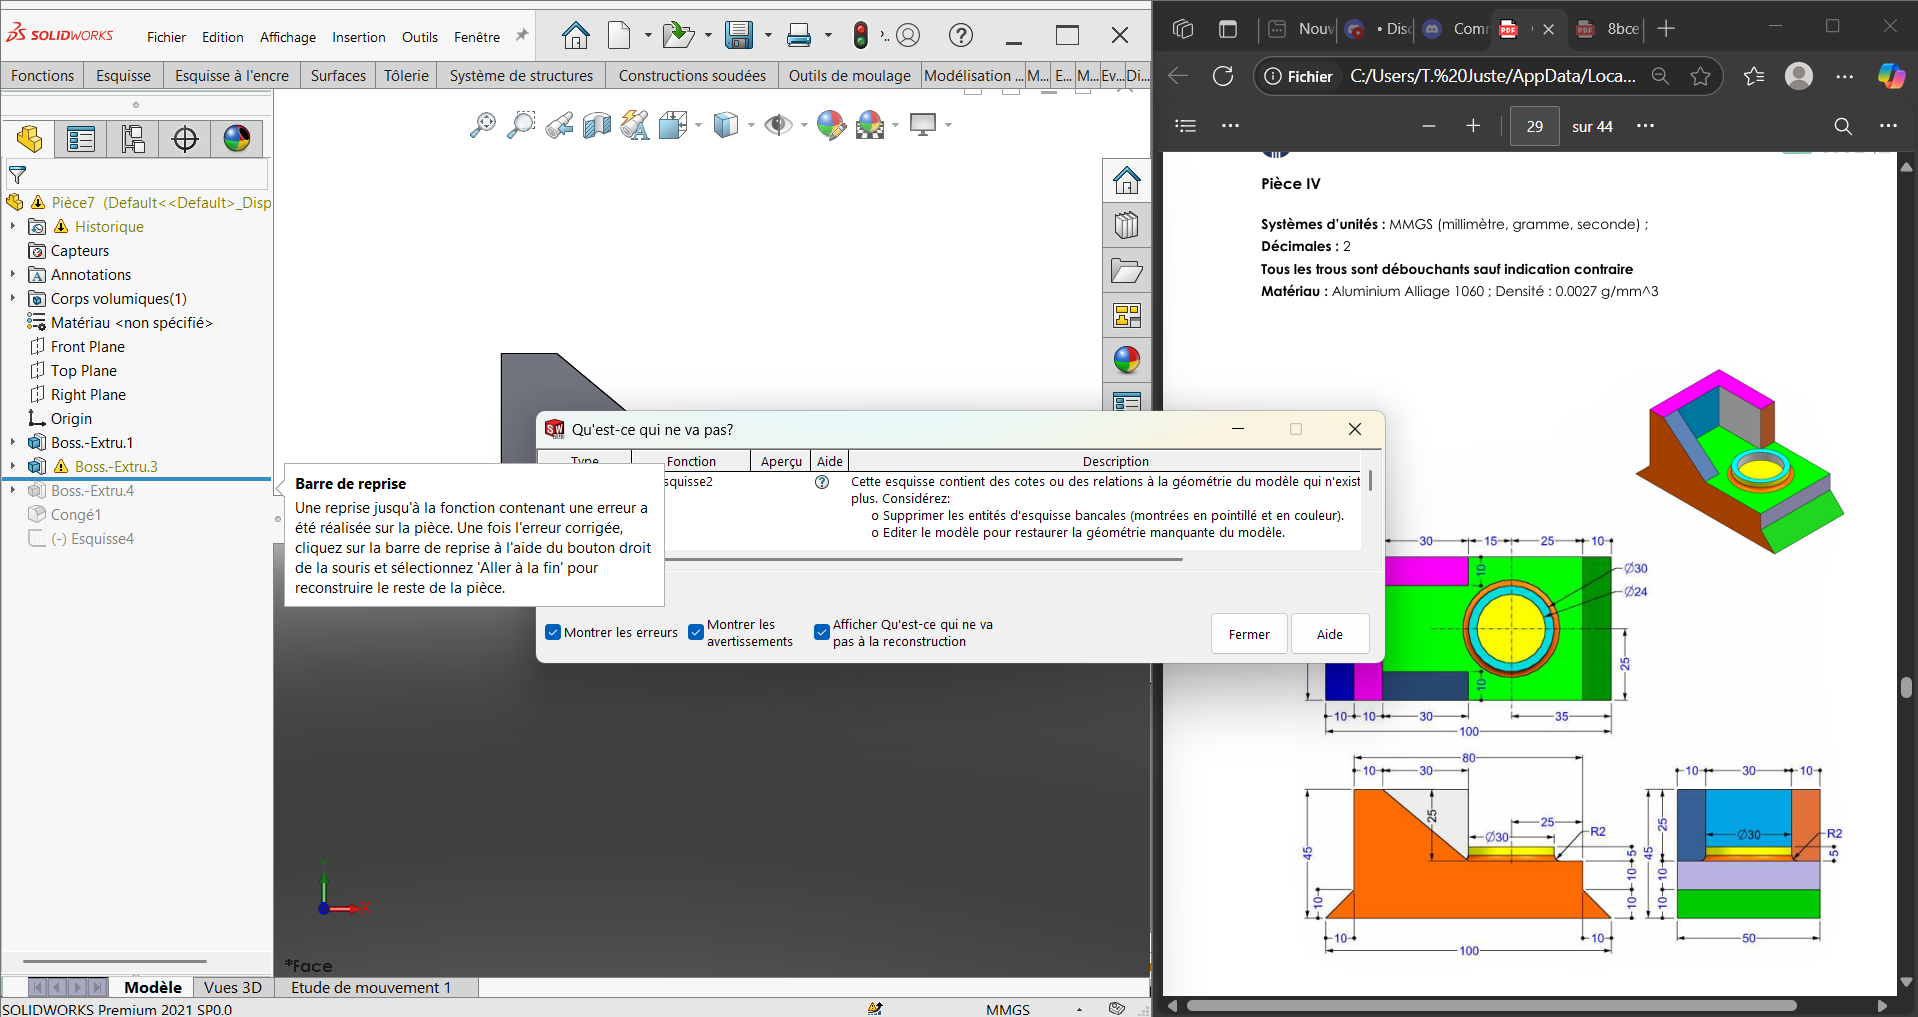 SOLIDWORKS
Fichier Edition Affichage Insertion Outils Fenêtre
Fonctions Esquisse Esquisse à l'encre Surfaces Tôlerie Système de structures Constructions soudées Outils de moulage Modélisation ... M... E... M... Ev... Di...
Pièce7 (Default<<Default>_Disp
Historique
Capteurs
Annotations
Corps volumiques(1)
Matériau <non spécifié>
Front Plane
Top Plane
Right Plane
Origin
Boss.-Extru.1
Boss.-Extru.3
Boss.-Extru.4
Congé1
(-) Esquisse4
Barre de reprise
Une reprise jusqu'à la fonction contenant une erreur a
été réalisée sur la pièce. Une fois l'erreur corrigée,
cliquez sur la barre de reprise à l'aide du bouton droit
de la souris et sélectionnez 'Aller à la fin' pour
reconstruire le reste de la pièce.
Qu'est-ce qui ne va pas?
Type Fonction Aperçu Aide Description
squisse2
Cette esquisse contient des cotes ou des relations à la géométrie du modèle qui n'exist
plus. Considérez:
o Supprimer les entités d'esquisse bancales (montrées en pointillé et en couleur).
o Editer le modèle pour restaurer la géométrie manquante du modèle.
Montrer les erreurs
Montrer les
avertissements
Afficher Qu'est-ce qui ne va
pas à la reconstruction
Fermer
Aide
Y
X
*Face
Modèle Vues 3D Etude de mouvement 1
SOLIDWORKS Premium 2021 SP0.0
MMGS
Nouv
• Disc
Com
8bce
Fichier C:/Users/T.%20Juste/AppData/Loca...
29 sur 44
Pièce IV
Systèmes d'unités : MMGS (millimètre, gramme, seconde) ;
Décimales : 2
Tous les trous sont débouchants sauf indication contraire
Matériau : Aluminium Alliage 1060 ; Densité : 0.0027 g/mm^3
30 15 25 10
10
Ø30
Ø24
25
10
10 10 30 35
100
80
10 30
25
25
Ø30
R2
45
5
10
10
10
10 10
100
10 30 10
45
25
Ø30
R2
5
10
10
50